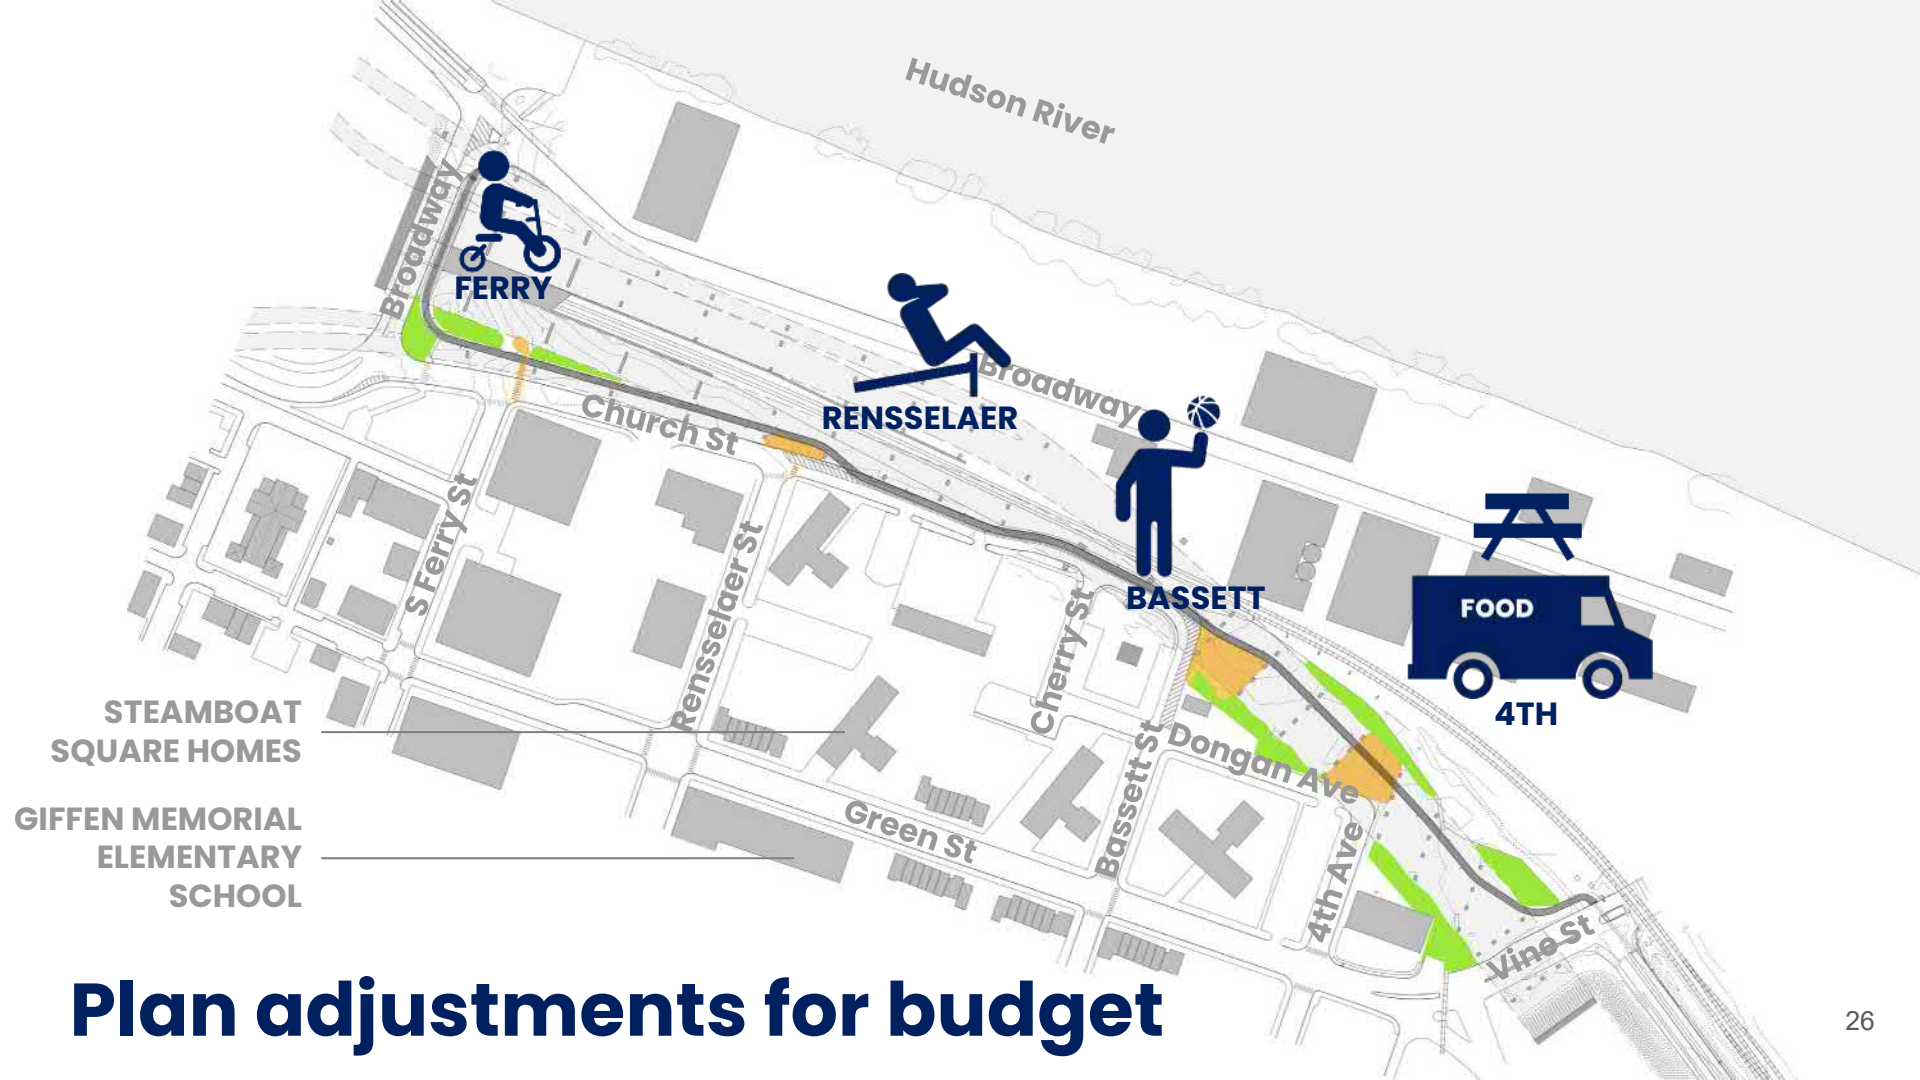 Hudson River
Broadway
FERRY
Broadway
RENSSELAER
Church St
BASSETT
FOOD
4TH
S Ferry St
Rensselaer St
Cherry St
STEAMBOAT
SQUARE HOMES
Dongan Ave
Bassett St
GIFFEN MEMORIAL
ELEMENTARY
SCHOOL
Green St
4th Ave
Vine St
Plan adjustments for budget
26